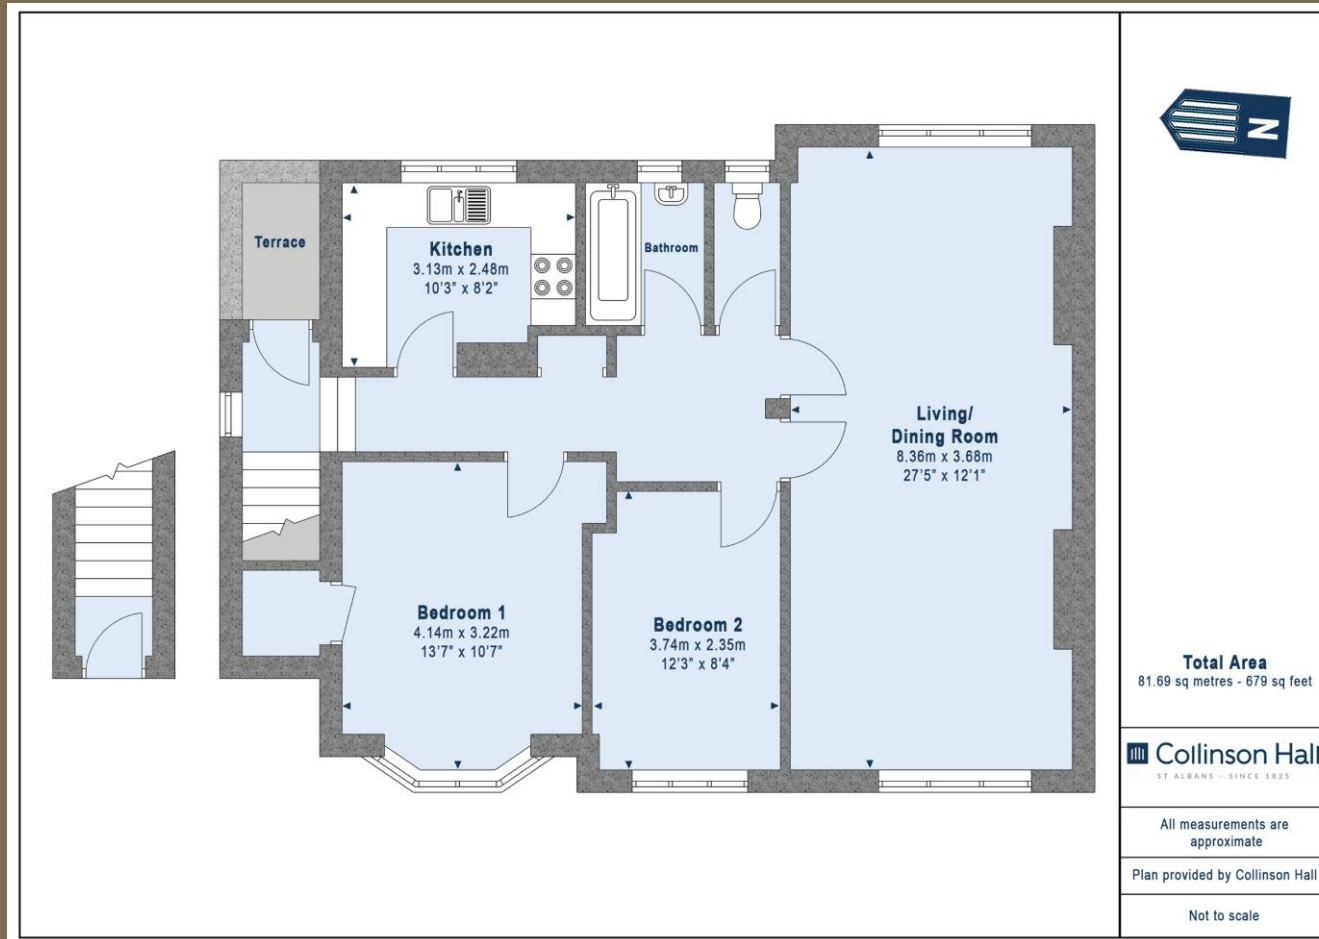 Terrace
Kitchen
3.13m x 2.48m
10'3" x 8'2"
Bathroom
Living/
Dining Room
8.36m x 3.68m
27'5" x 12'1"
Bedroom 1
4.14m x 3.22m
13'7" x 10'7"
Bedroom 2
3.74m x 2.35m
12'3" x 8'4"
N
Total Area
81.69 sq metres - 679 sq feet
Collinson Hall
ST ALBANS - SINCE 1825
All measurements are
approximate
Plan provided by Collinson Hall
Not to scale